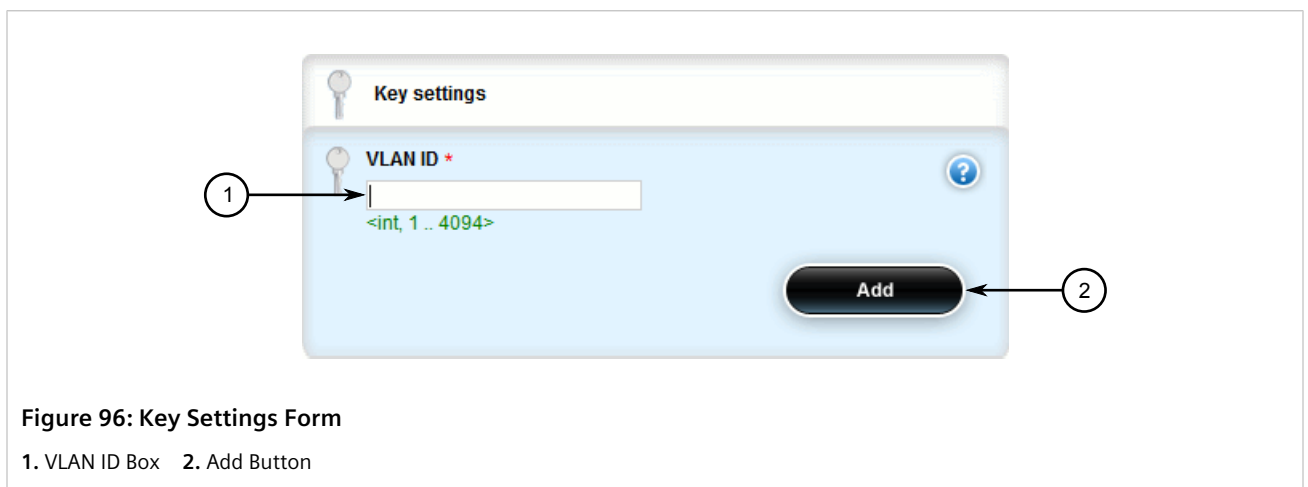 Key settings
VLAN ID *
1
<int, 1 .. 4094>
Add
2
Figure 96: Key Settings Form
1. VLAN ID Box 2. Add Button